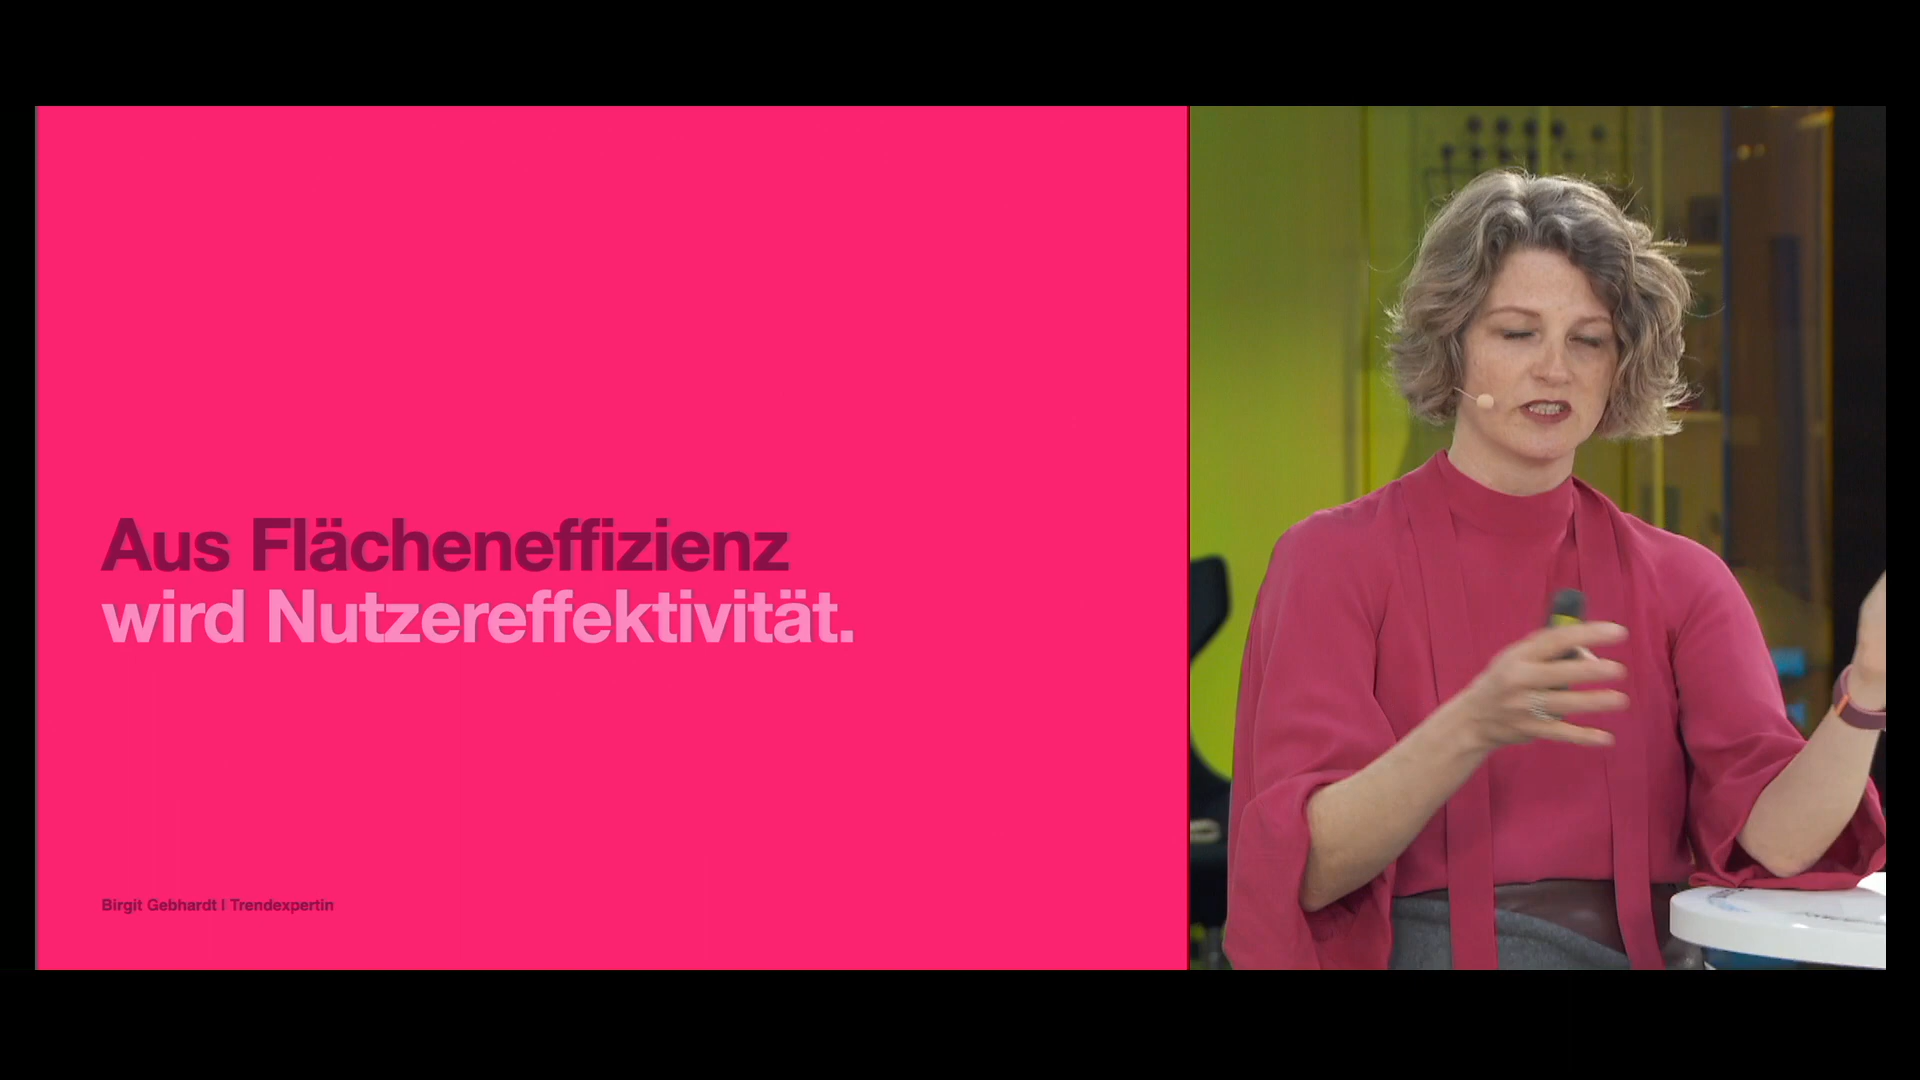 Aus Flächeneffizienz
wird Nutzereffektivität.
Birgit Gebhardt | Trendexpertin